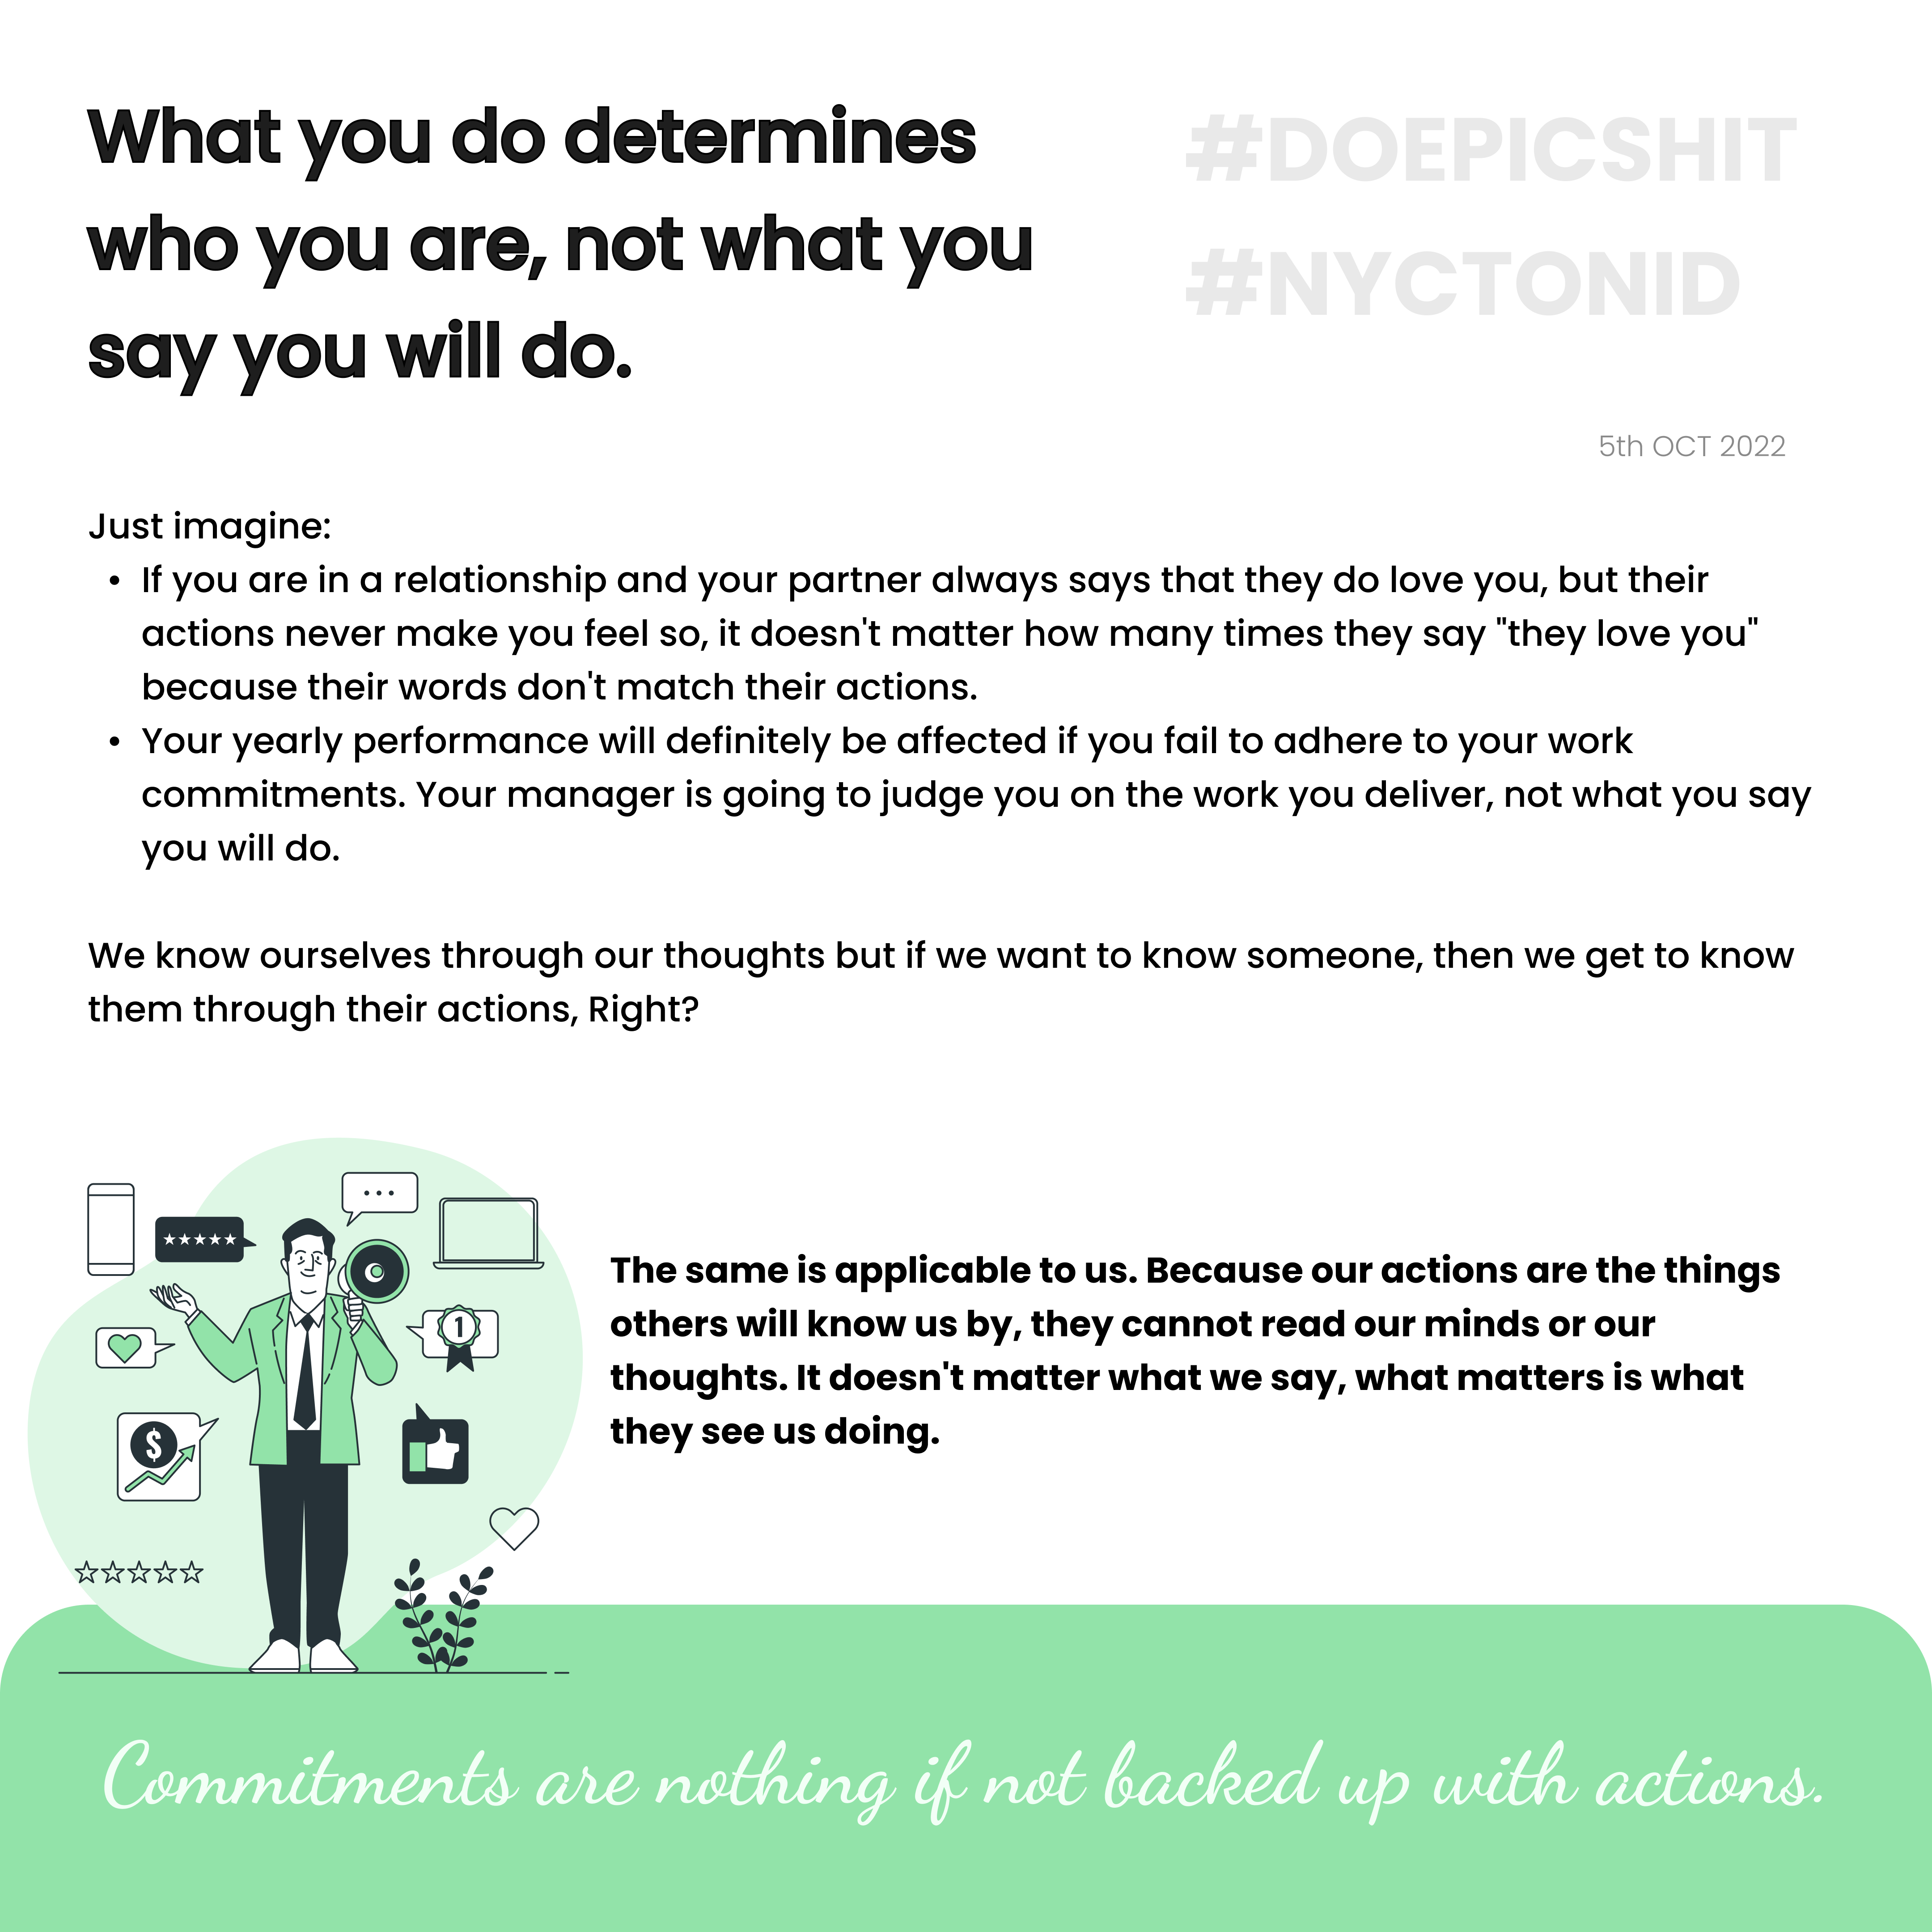 What you do determines
who you are, not what you
say you will do.
#DOEPICSHIT
#NYCTONID
5th OCT 2022
Just imagine:
• If you are in a relationship and your partner always says that they do love you, but their
actions never make you feel so, it doesn't matter how many times they say "they love you"
because their words don't match their actions.
• Your yearly performance will definitely be affected if you fail to adhere to your work
commitments. Your manager is going to judge you on the work you deliver, not what you say
you will do.
We know ourselves through our thoughts but if we want to know someone, then we get to know
them through their actions, Right?
1
$
The same is applicable to us. Because our actions are the things
others will know us by, they cannot read our minds or our
thoughts. It doesn't matter what we say, what matters is what
they see us doing.
Commitments are nothing if not backed up with actions.